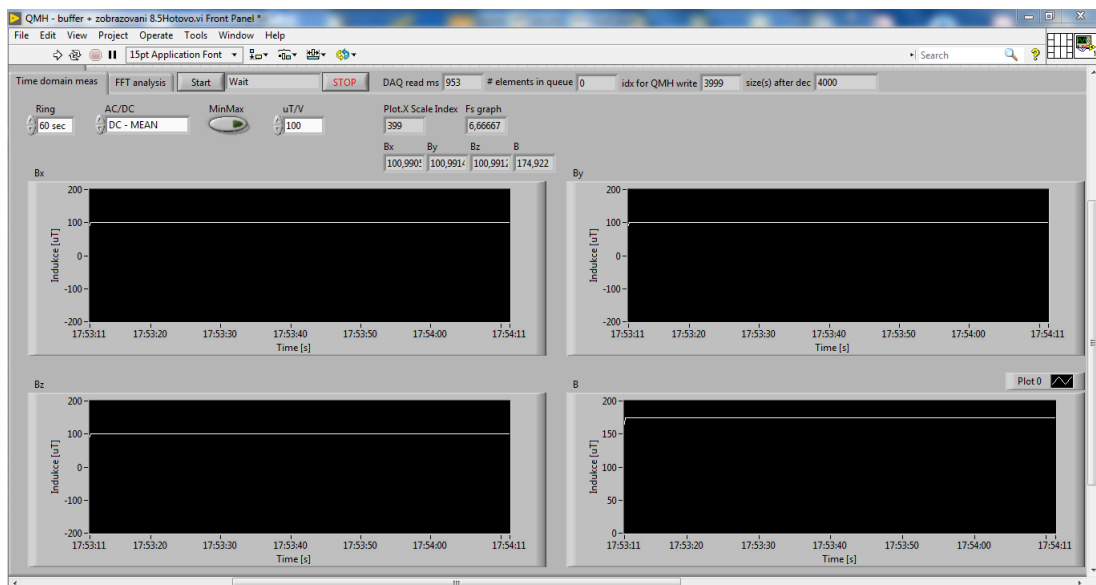 QMH - buffer + zobrazovani 8.5Hotovo.vi Front Panel *
File Edit View Project Operate Tools Window Help
15pt Application Font
Search
Time domain meas FFT analysis Start Wait STOP DAQ read ms 953 # elements in queue 0 idx for QMH write 3999 size(s) after dec 4000
Ring AC/DC MinMax uT/V Plot.X Scale Index Fs graph
60 sec DC - MEAN 100 399 6,66667
Bx By Bz B
100,990 100,991 100,991 174,922
Bx
200
100
0
-100
-200
Indukce [uT]
17:53:11 17:53:20 17:53:30 17:53:40 17:53:50 17:54:00 17:54:11
Time [s]
By
200
100
0
-100
-200
Indukce [uT]
17:53:11 17:53:20 17:53:30 17:53:40 17:53:50 17:54:00 17:54:11
Time [s]
Bz
200
100
0
-100
-200
Indukce [uT]
17:53:11 17:53:20 17:53:30 17:53:40 17:53:50 17:54:00 17:54:11
Time [s]
B
Plot 0
200
150
100
50
0
Indukce [uT]
17:53:11 17:53:20 17:53:30 17:53:40 17:53:50 17:54:00 17:54:11
Time [s]